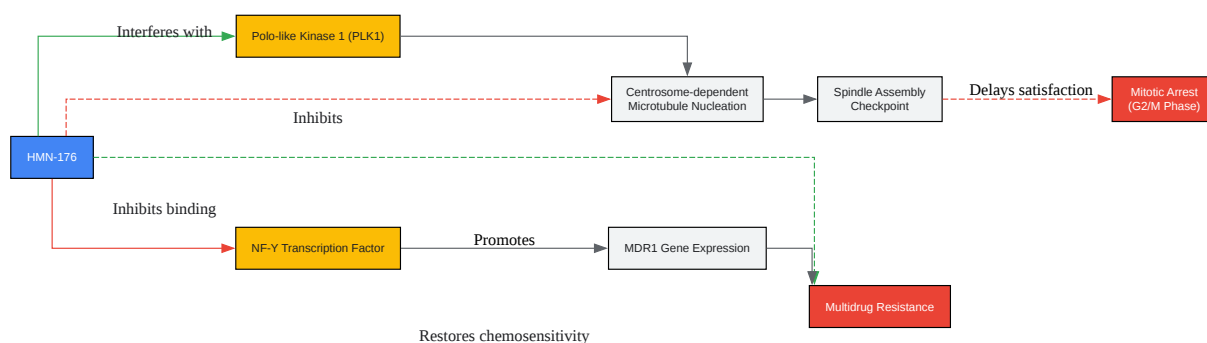 Interferes with
Polo-like Kinase 1 (PLK1)
Centrosome-dependent
Microtubule Nucleation
Spindle Assembly
Checkpoint
Delays satisfaction
Mitotic Arrest
(G2/M Phase)
Inhibits
HMN-176
Inhibits binding
NF-Y Transcription Factor
Promotes
MDR1 Gene Expression
Multidrug Resistance
Restores chemosensitivity